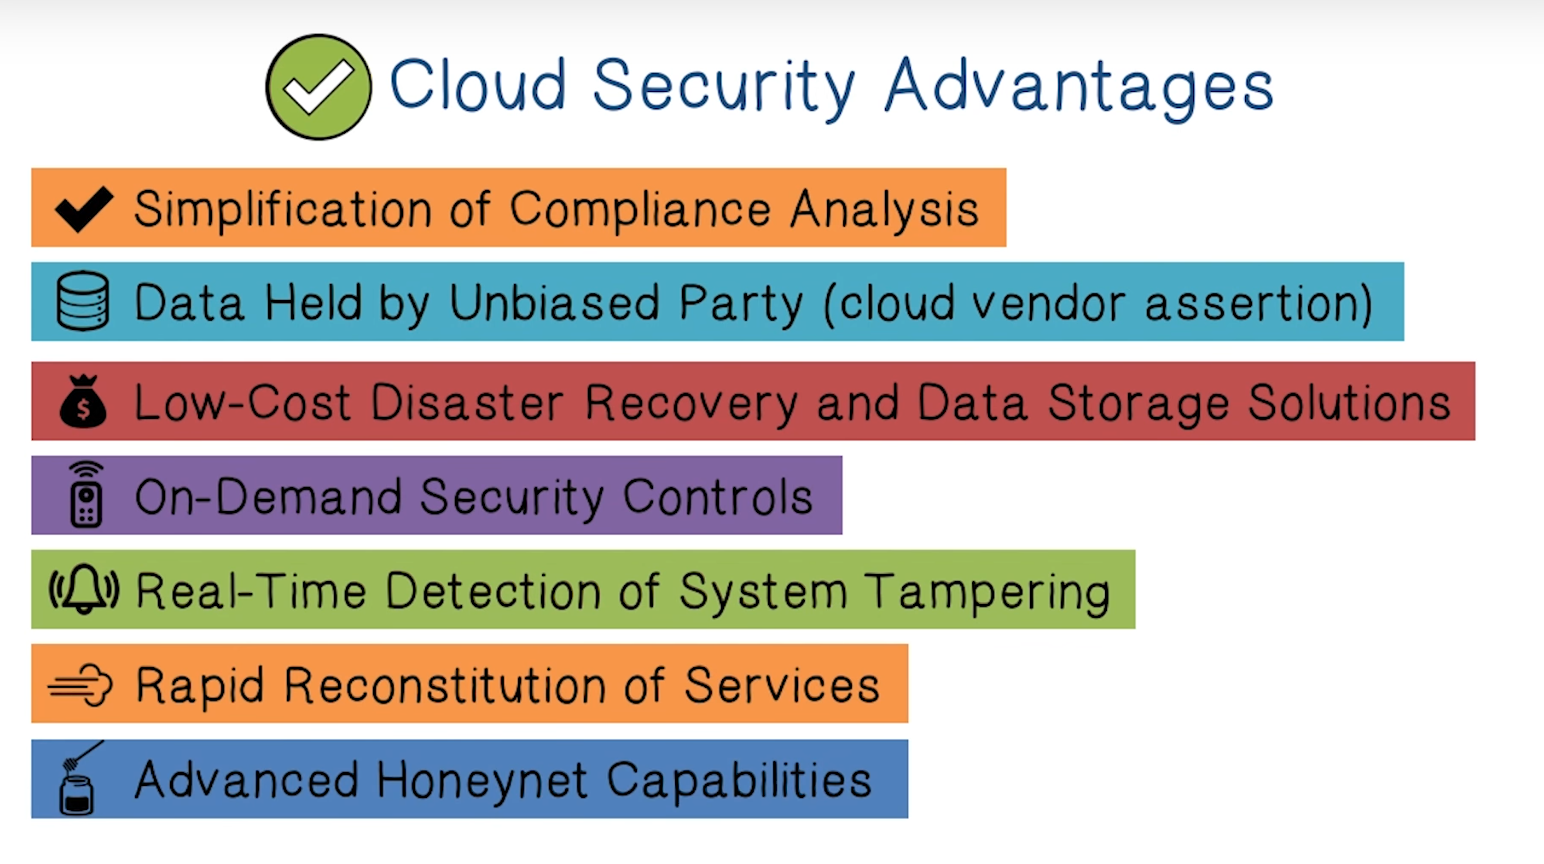 Cloud Security Advantages
Simplification of Compliance Analysis
Data Held by Unbiased Party (cloud vendor assertion)
Low-Cost Disaster Recovery and Data Storage Solutions
On-Demand Security Controls
Real-Time Detection of System Tampering
Rapid Reconstitution of Services
Advanced Honeynet Capabilities